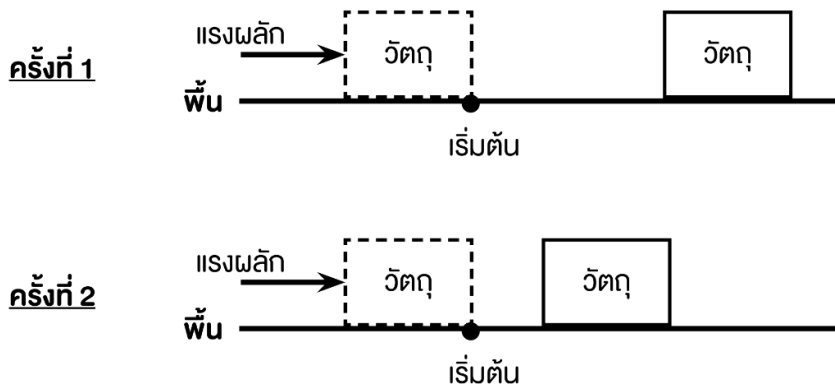 แรงผลัก
วัตถุ
วัตถุ
ครั้งที่ 1
พื้น
เริ่มต้น
แรงผลัก
วัตถุ
วัตถุ
ครั้งที่ 2
พื้น
เริ่มต้น